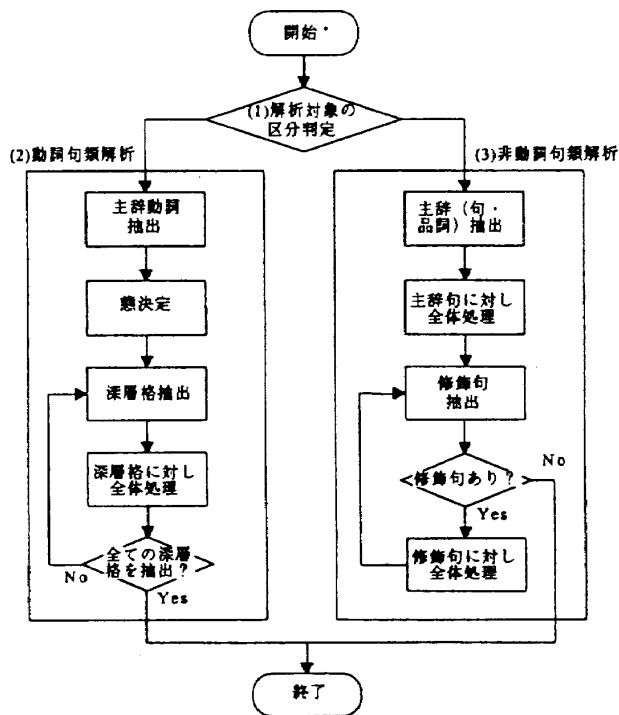 開始*
(1)解析対象の
区分判定
(2)動詞句類解析
主辞動詞
抽出
態決定
深層格抽出
深層格に対し
全体処理
全ての深層
格を抽出?
No
Yes
(3)非動詞句類解析
主辞(句・
品詞)抽出
主辞句に対し
全体処理
修飾句
抽出
修飾句あり?
No
Yes
修飾句に対し
全体処理
終了